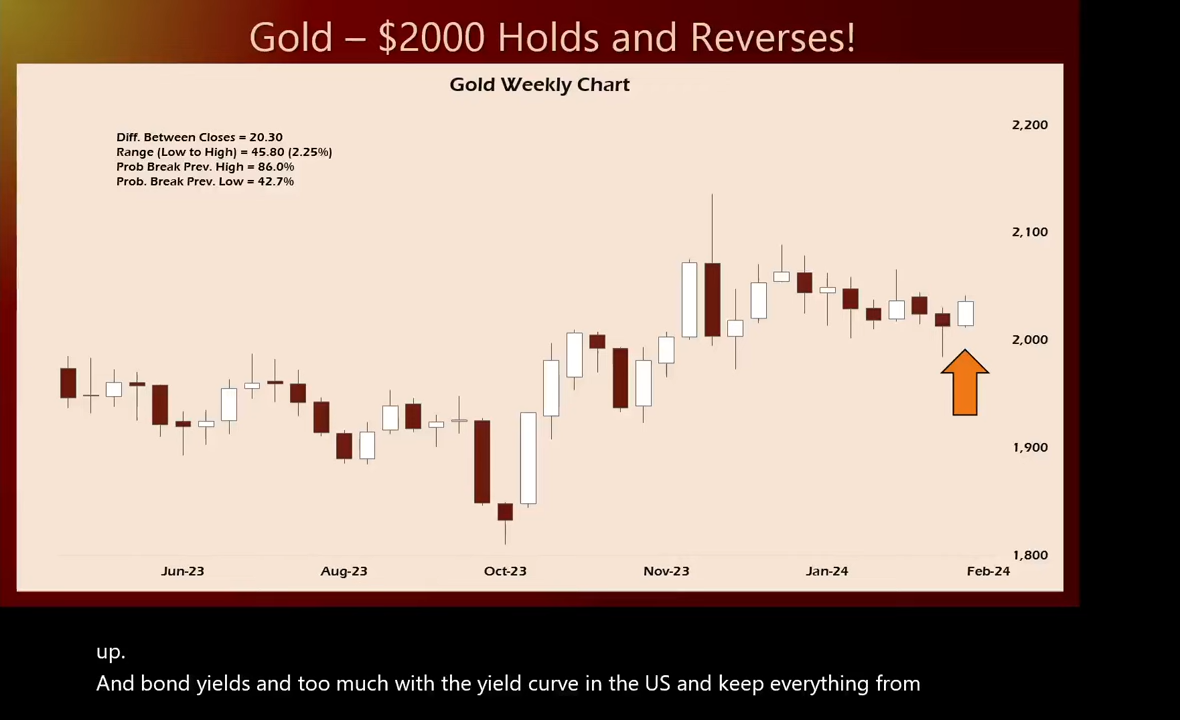 Gold – $2000 Holds and Reverses!
Gold Weekly Chart
Diff. Between Closes = 20.30
Range (Low to High) = 45.80 (2.25%)
Prob Break Prev. High = 86.0%
Prob. Break Prev. Low = 42.7%
2,200
2,100
2,000
1,900
1,800
Jun-23 Aug-23 Oct-23 Nov-23 Jan-24 Feb-24
up.
And bond yields and too much with the yield curve in the US and keep everything from